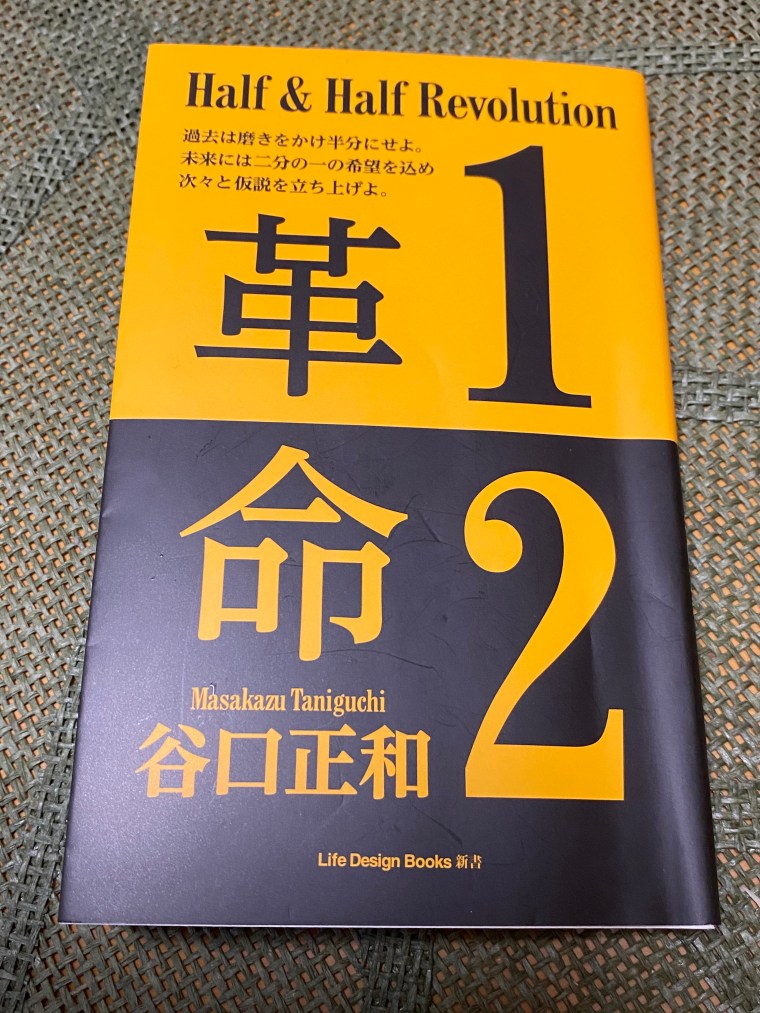 Half & Half Revolution
過去は磨きをかけ半分にせよ。
未来には二分の一の希望を込め
次々と仮説を立ち上げよ。
1
2
革
命
Masakazu Taniguchi
谷口正和
Life Design Books 新書